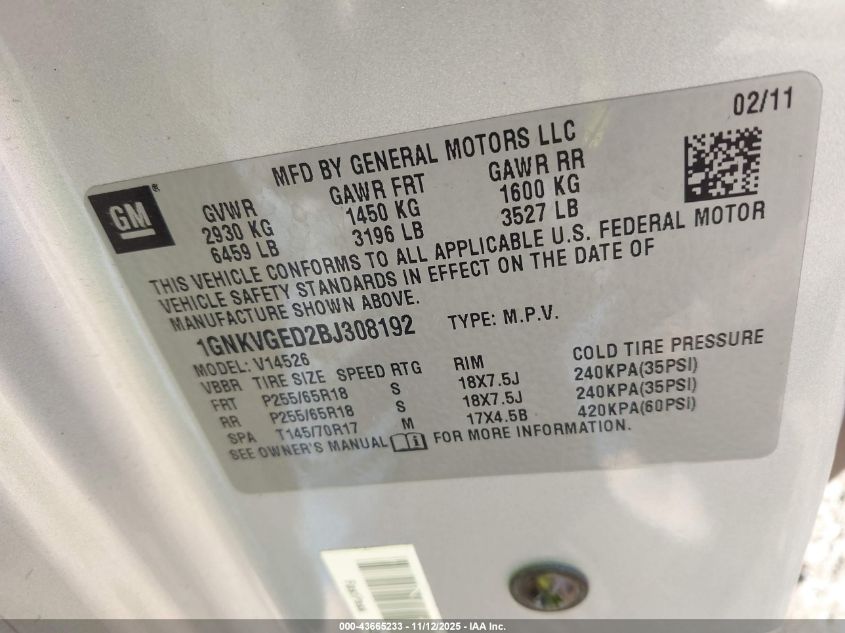 02/11
MFD BY GENERAL MOTORS LLC
GM®
GVWR GAWR FRT GAWR RR
2930 KG 1450 KG 1600 KG
6459 LB 3196 LB 3527 LB
THIS VEHICLE CONFORMS TO ALL APPLICABLE U.S. FEDERAL MOTOR
VEHICLE SAFETY STANDARDS IN EFFECT ON THE DATE OF
MANUFACTURE SHOWN ABOVE.
1GNKVGED2BJ308192 TYPE: M.P.V.
MODEL: V14526
VBBR TIRE SIZE SPEED RTG RIM COLD TIRE PRESSURE
FRT P255/65R18 S 18X7.5J 240KPA(35PSI)
RR P255/65R18 S 18X7.5J 240KPA(35PSI)
SPA T145/70R17 M 17X4.5B 420KPA(60PSI)
SEE OWNER'S MANUAL FOR MORE INFORMATION.
000-43665233 - 11/12/2025 - IAA Inc.